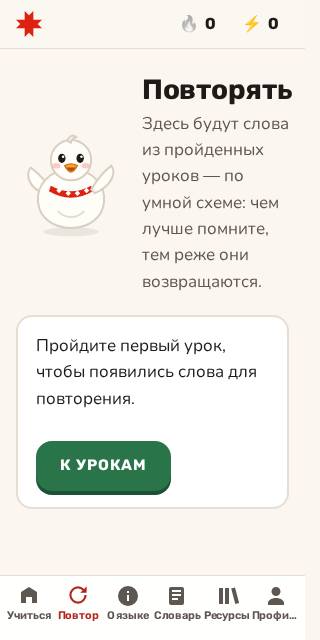 0 0
Повторять
Здесь будут слова
из пройденных
уроков — по
умной схеме: чем
лучше помните,
тем реже они
возвращаются.
Пройдите первый урок,
чтобы появились слова для
повторения.
К УРОКАМ
Учиться Повтор О языке Словарь Ресурсы Профи...